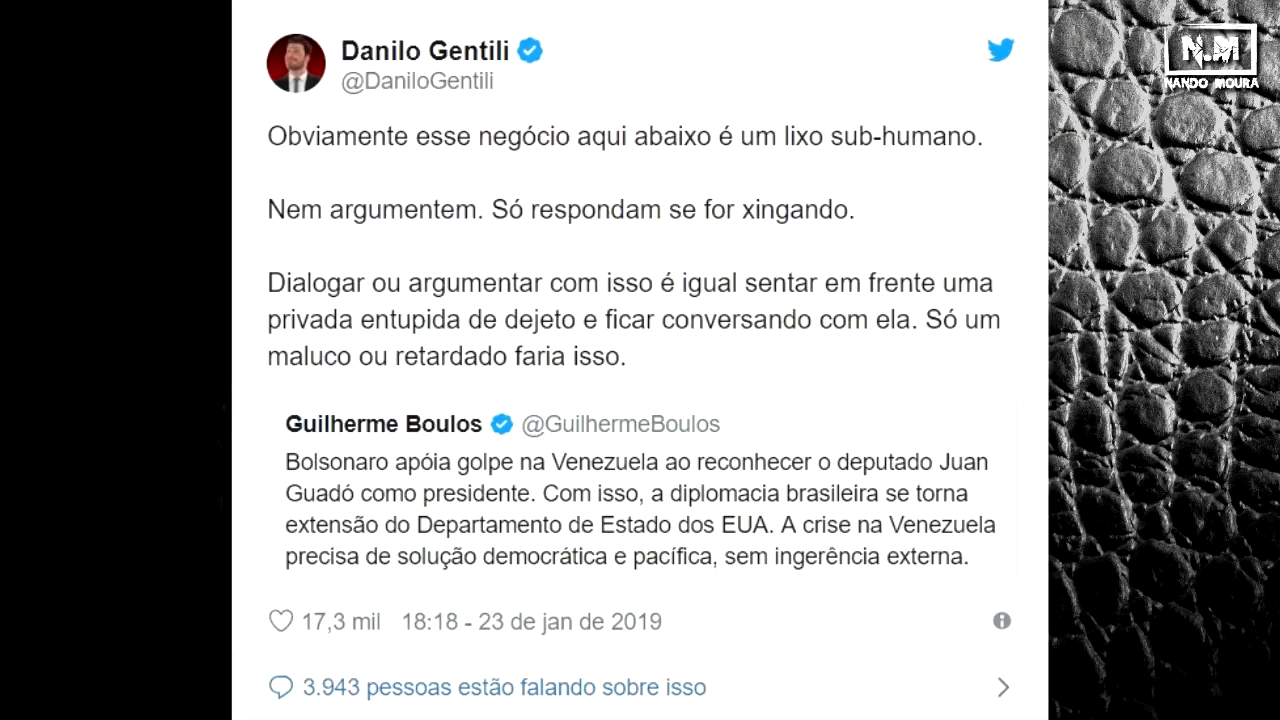 Danilo Gentili
@DaniloGentili
N.M
NANDO MOURA
Obviamente esse negócio aqui abaixo é um lixo sub-humano.
Nem argumentem. Só respondam se for xingando.
Dialogar ou argumentar com isso é igual sentar em frente uma
privada entupida de dejeto e ficar conversando com ela. Só um
maluco ou retardado faria isso.
Guilherme Boulos @GuilhermeBoulos
Bolsonaro apóia golpe na Venezuela ao reconhecer o deputado Juan
Guadó como presidente. Com isso, a diplomacia brasileira se torna
extensão do Departamento de Estado dos EUA. A crise na Venezuela
precisa de solução democrática e pacífica, sem ingerência externa.
17,3 mil 18:18 - 23 de jan de 2019
3.943 pessoas estão falando sobre isso